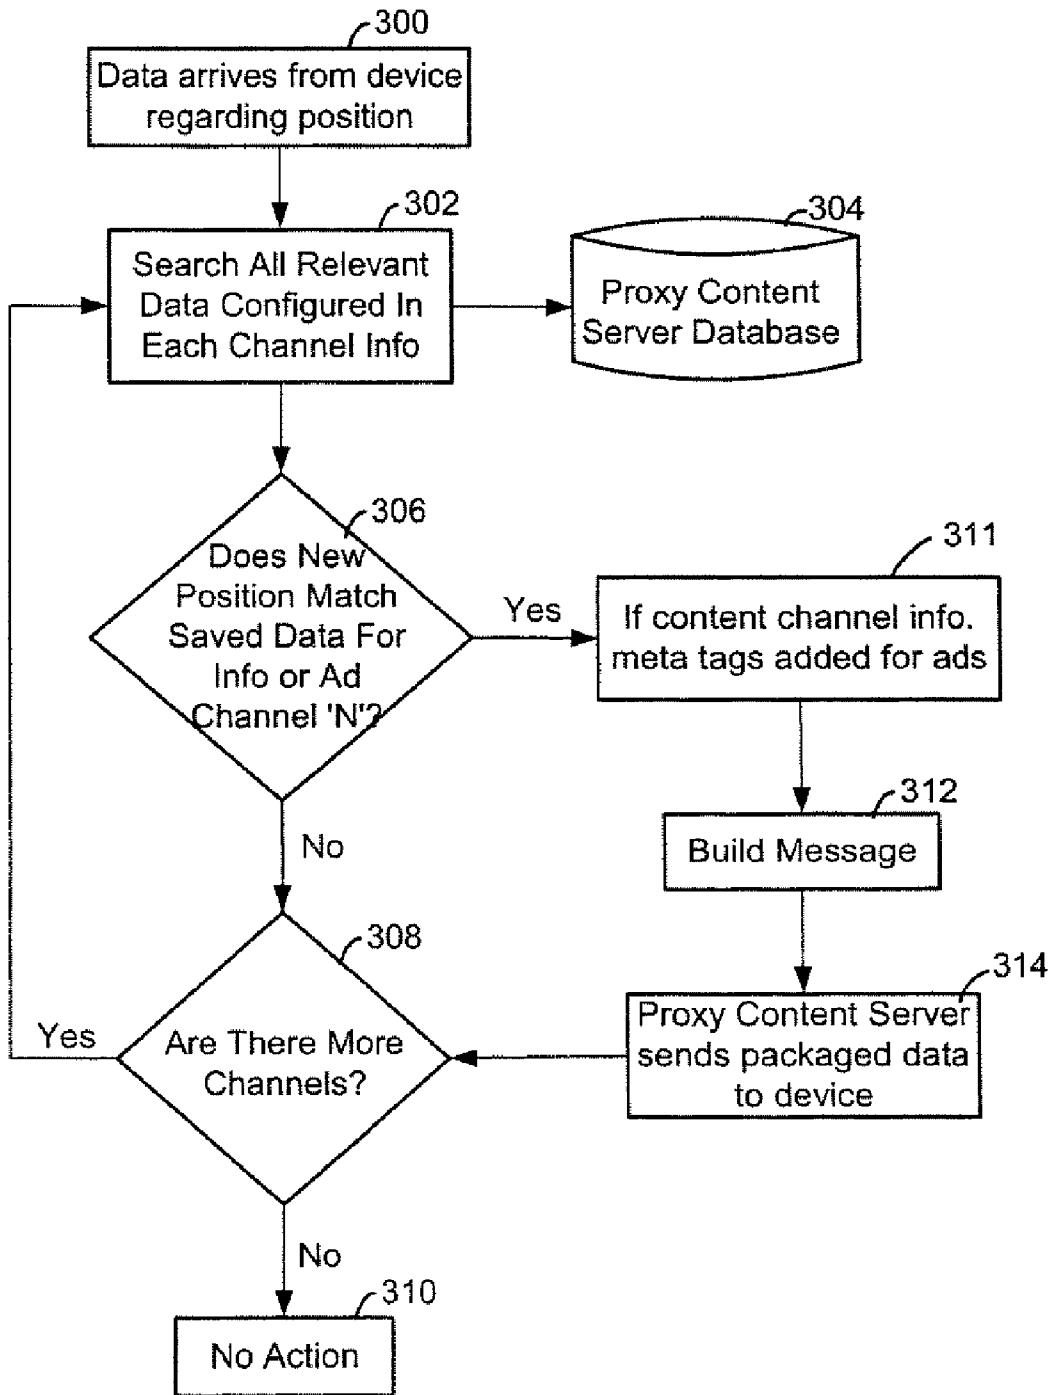 300
Data arrives from device
regarding position
302
Search All Relevant
Data Configured In
Each Channel Info
304
Proxy Content
Server Database
306
Does New
Position Match
Saved Data For
Info or Ad
Channel 'N'?
Yes
311
If content channel info.
meta tags added for ads
312
Build Message
314
Proxy Content Server
sends packaged data
to device
No
308
Are There More
Channels?
Yes
No
310
No Action